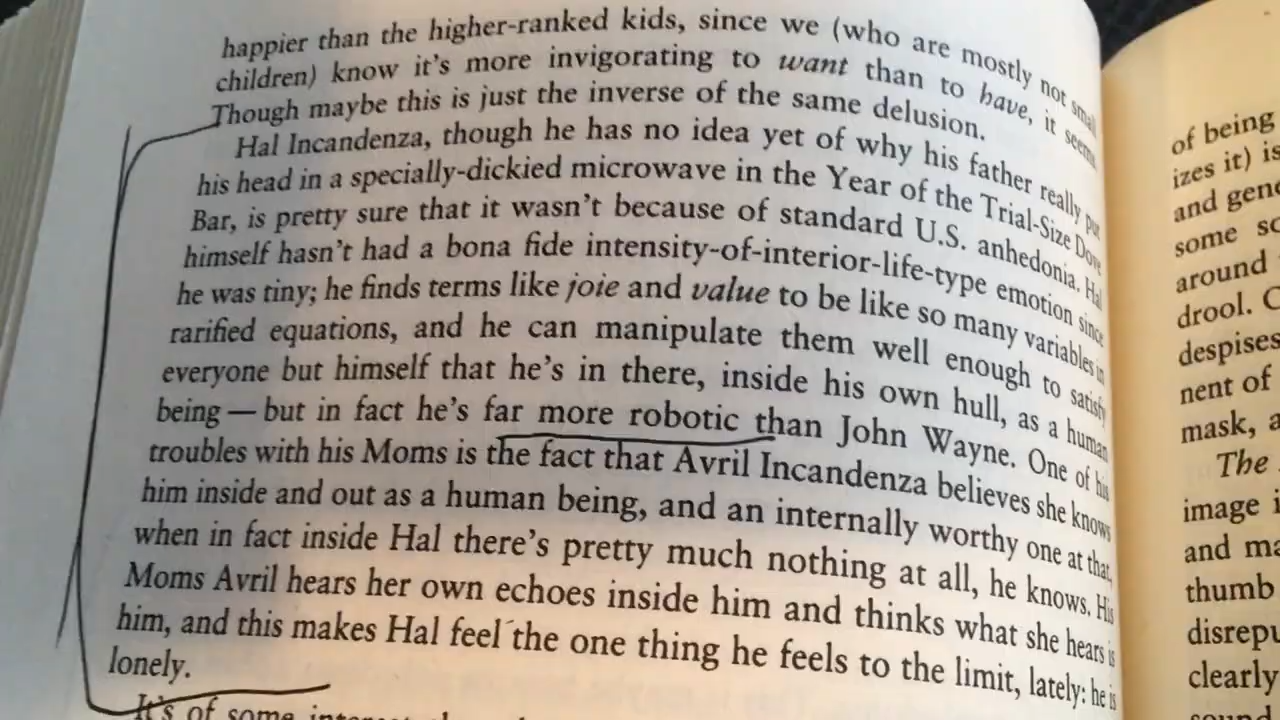 happier than the higher-ranked kids, since we (who are mostly not small
children) know it's more invigorating to want than to have, it seems.
Though maybe this is just the inverse of the same delusion.
Hal Incandenza, though he has no idea yet of why his father really put
his head in a specially-dickied microwave in the Year of the Trial-Size Dove
Bar, is pretty sure that it wasn't because of standard U.S. anhedonia. Hal
himself hasn't had a bona fide intensity-of-interior-life-type emotion since
he was tiny; he finds terms like joie and value to be like so many variables in
rarified equations, and he can manipulate them well enough to satisfy
everyone but himself that he's in there, inside his own hull, as a human
being — but in fact he's far more robotic than John Wayne. One of his
troubles with his Moms is the fact that Avril Incandenza believes she knows
him inside and out as a human being, and an internally worthy one at that,
when in fact inside Hal there's pretty much nothing at all, he knows. His
Moms Avril hears her own echoes inside him and thinks what she hears is
him, and this makes Hal feel the one thing he feels to the limit, lately: he is
lonely.
It's of some
of being
izes it) is
and gen
some
around
drool.
despises
nent of
mask,
The
image
and
thumb
clearly